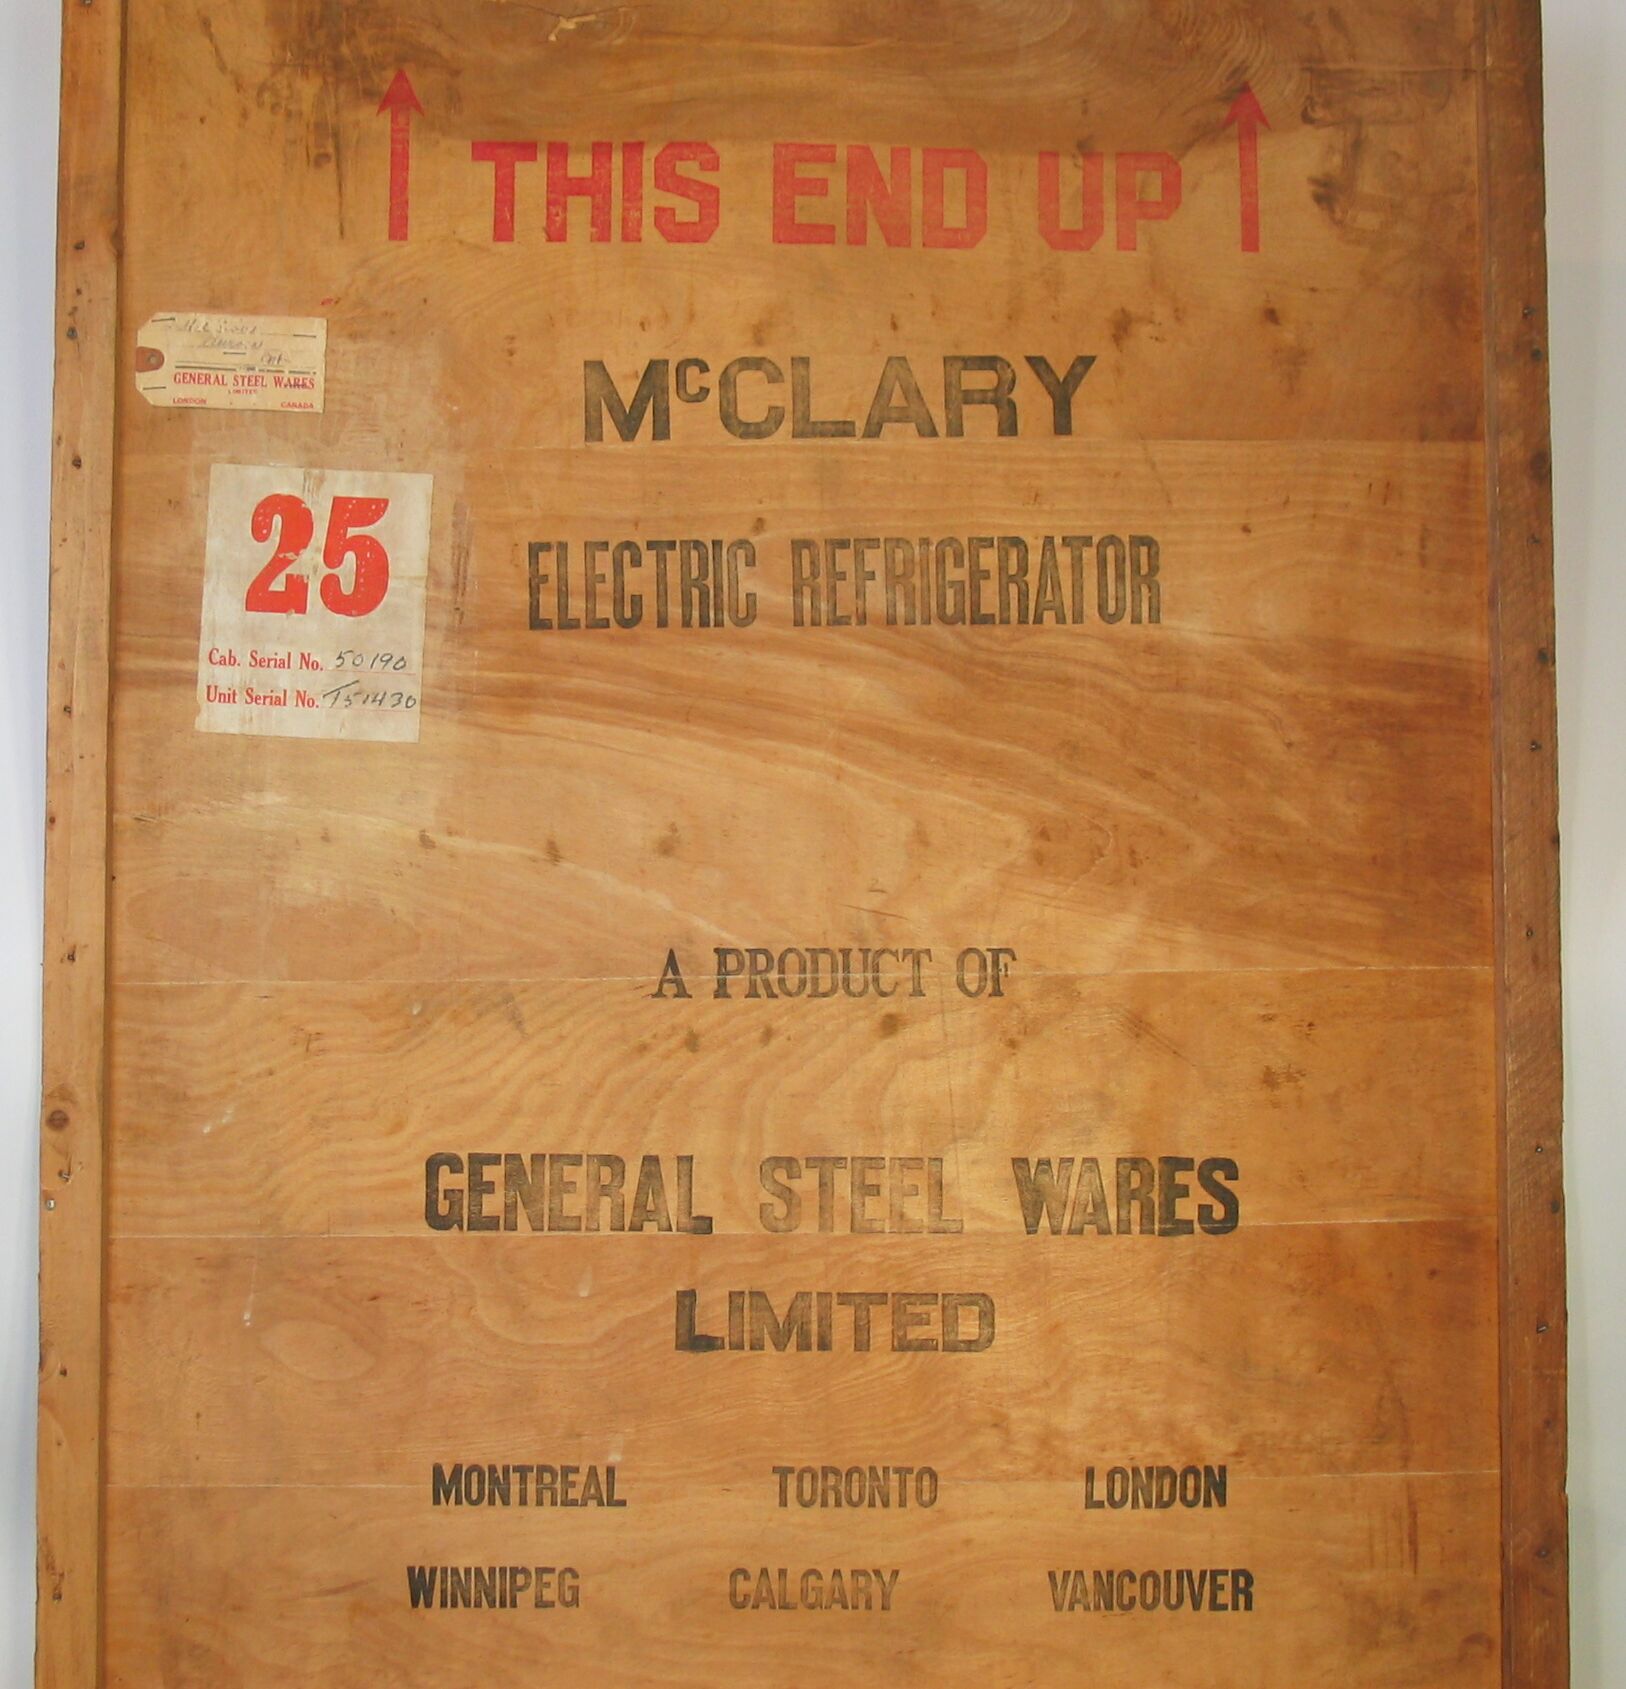 THIS END UP
GENERAL STEEL WARES
LIMITED
LONDON CANADA
McCLARY
25
ELECTRIC REFRIGERATOR
Cab. Serial No. 50190
Unit Serial No. T51430
A PRODUCT OF
GENERAL STEEL WARES
LIMITED
MONTREAL TORONTO LONDON
WINNIPEG CALGARY VANCOUVER